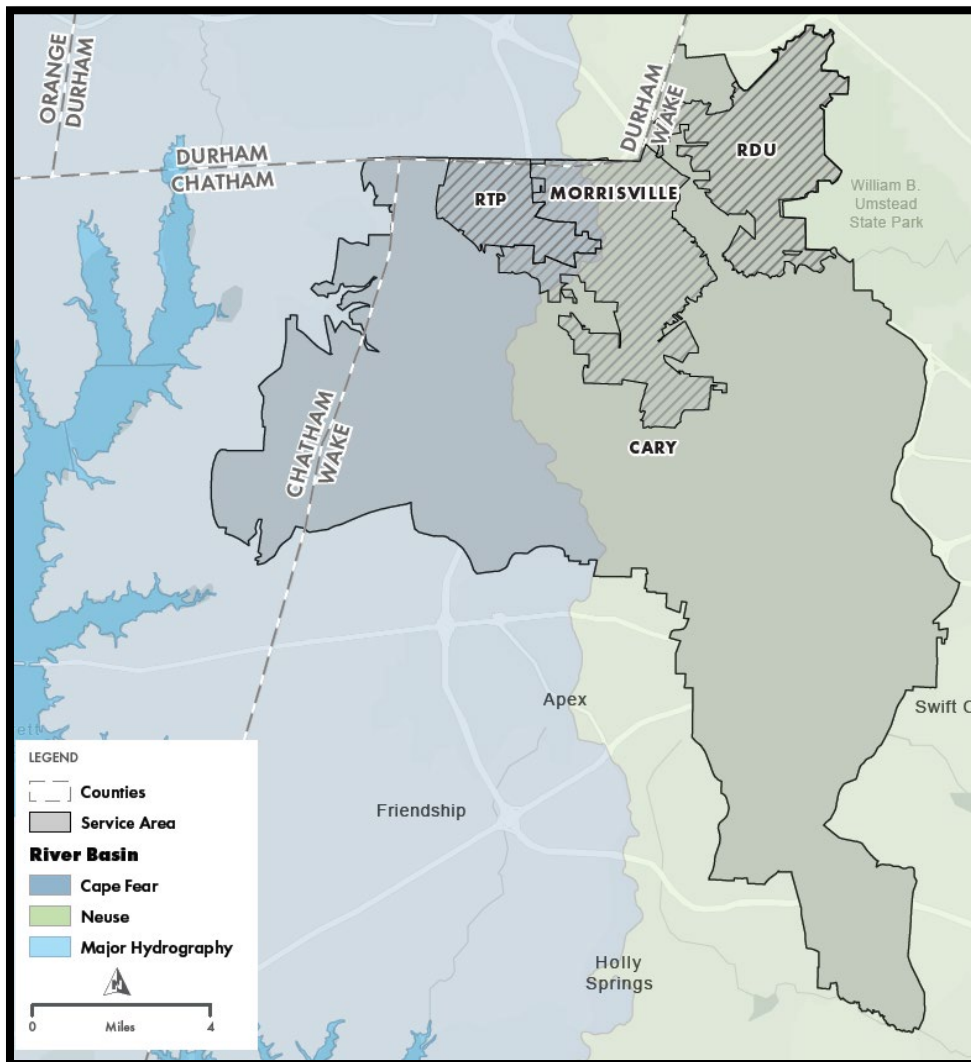 ORANGE
DURHAM
DURHAM
CHATHAM
DURHAM
WAKE
RDU
RTP
MORRISVILLE
William B.
Umstead
State Park
CHATHAM
WAKE
CARY
Apex
Swift C
Friendship
Holly
Springs
LEGEND
Counties
Service Area
River Basin
Cape Fear
Neuse
Major Hydrography
N
0 4
Miles